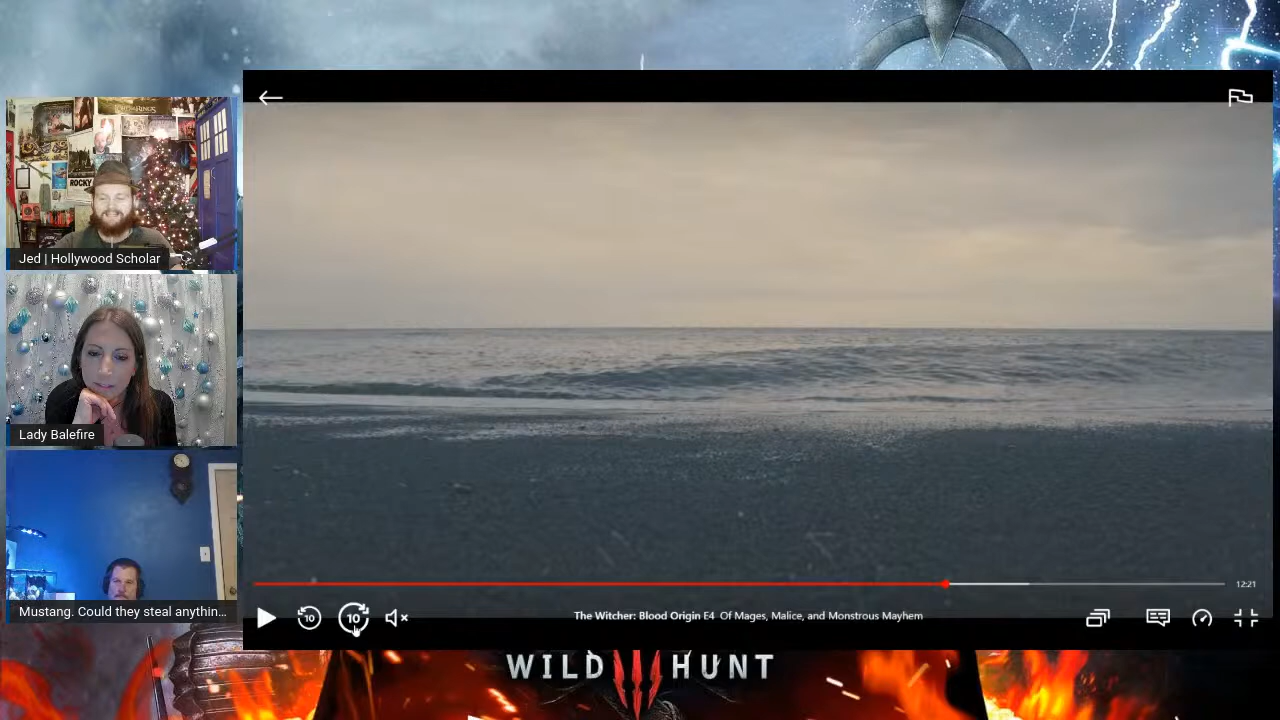 ROCKY
Jed | Hollywood Scholar
Lady Balefire
Mustang. Could they steal anythin...
12:21
10
10
The Witcher: Blood Origin E4 Of Mages, Malice, and Monstrous Mayhem
WILD HUNT